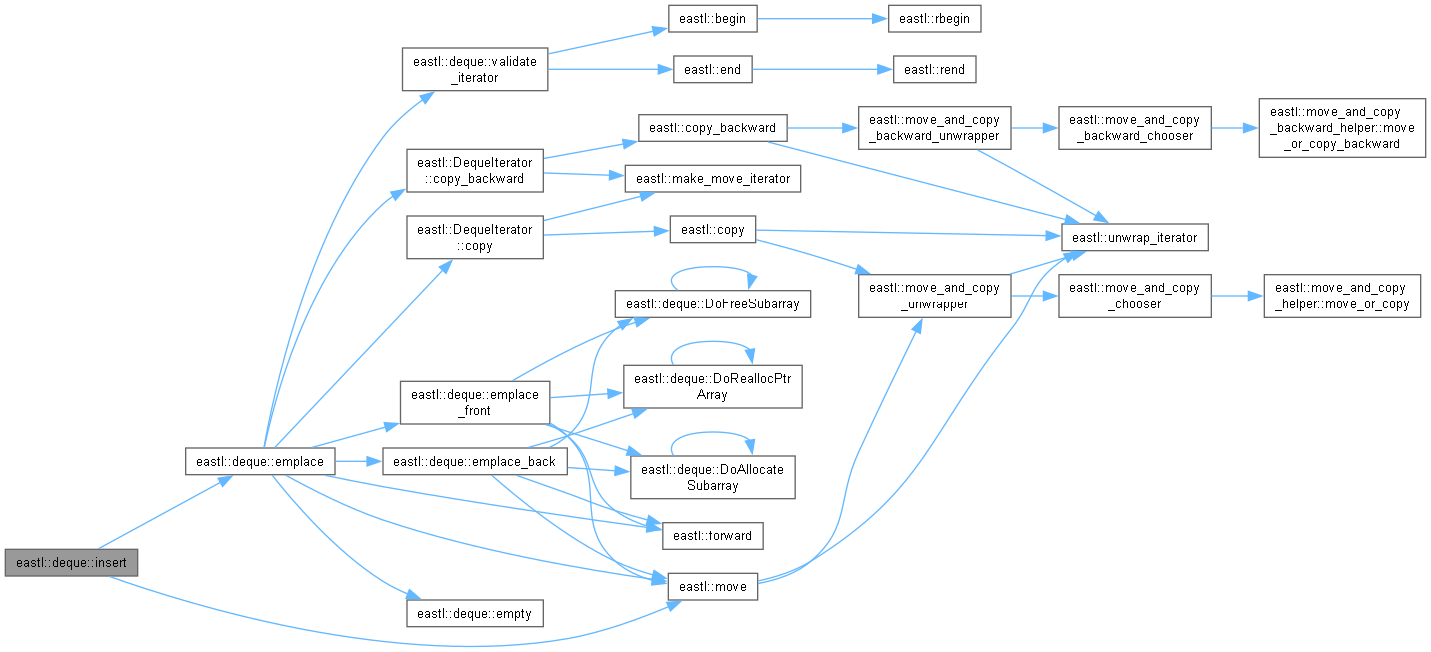 eastl::begin
eastl::rbegin
eastl::deque::validate
_iterator
eastl::end
eastl::rend
eastl::copy_backward
eastl::move_and_copy
_backward_unwrapper
eastl::move_and_copy
_backward_chooser
eastl::move_and_copy
_backward_helper::move
_or_copy_backward
eastl::DequeIterator
::copy_backward
eastl::make_move_iterator
eastl::DequeIterator
::copy
eastl::copy
eastl::unwrap_iterator
eastl::deque::DoFreeSubarray
eastl::move_and_copy
_unwrapper
eastl::move_and_copy
_chooser
eastl::move_and_copy
_helper::move_or_copy
eastl::deque::DoReallocPtr
Array
eastl::deque::emplace
_front
eastl::deque::emplace
eastl::deque::emplace_back
eastl::deque::DoAllocate
Subarray
eastl::forward
eastl::deque::insert
eastl::move
eastl::deque::empty